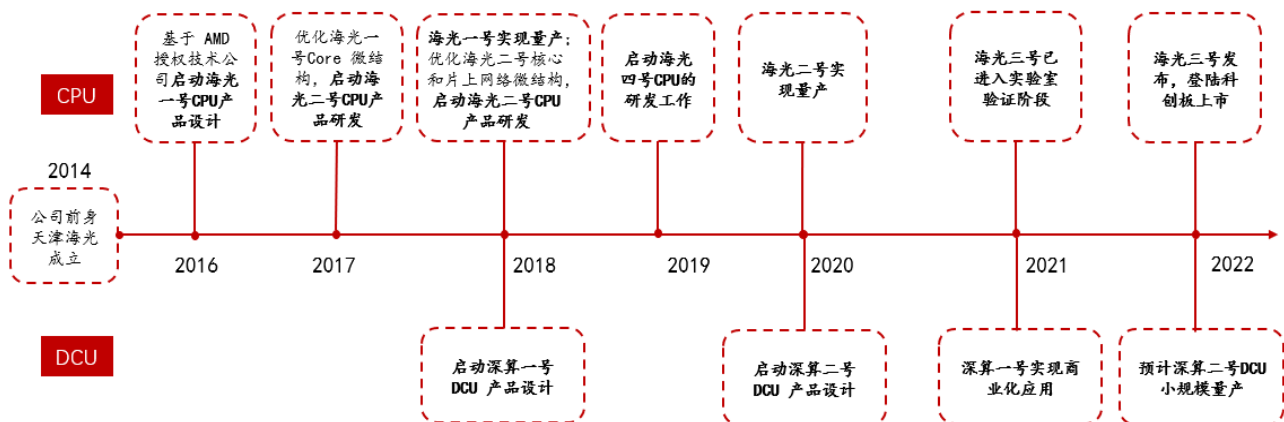 CPU
基于 AMD
授权技术公
司启动海光
一号CPU产
品设计
优化海光一
号Core 微结
构，启动海
光二号CPU产
品研发
海光一号实现量产；
优化海光二号核心
和片上网络微结构，
启动海光二号CPU
产品研发
启动海光
四号CPU的
研发工作
海光二号实
现量产
海光三号已
进入实验室
验证阶段
海光三号发
布，登陆科
创板上市
2014
公司前身
天津海光
成立
2016
2017
2018
2019
2020
2021
2022
DCU
启动深算一号
DCU 产品设计
启动深算二号
DCU 产品设计
深算一号实现商
业化应用
预计深算二号DCU
小规模量产